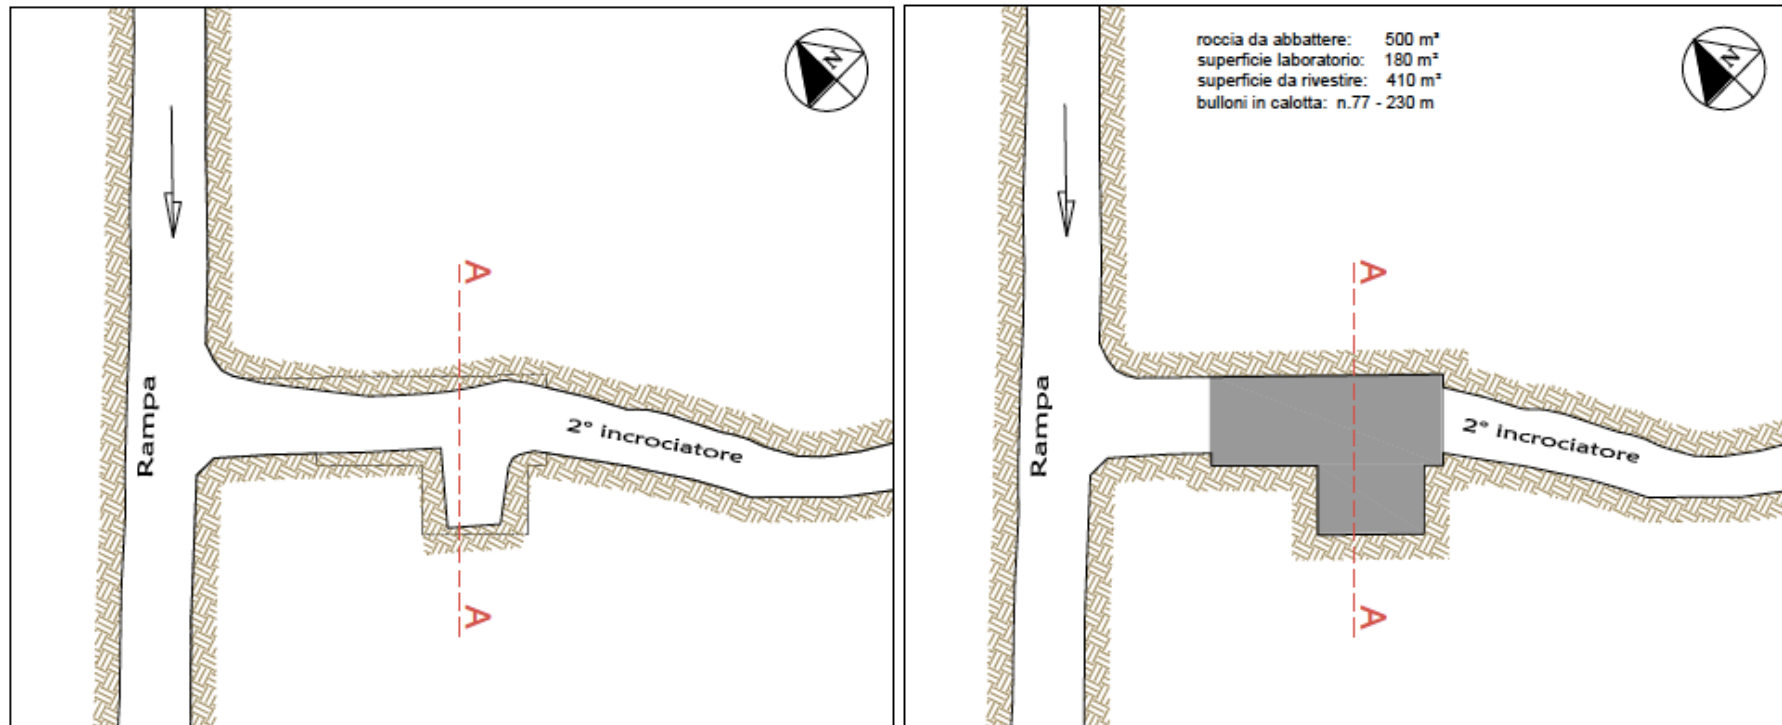 N
A
Rampa
2° incrociatore
A
roccia da abbattere: 500 m³
superficie laboratorio: 180 m²
superficie da rivestire: 410 m²
bulloni in calotta: n.77 - 230 m
N
A
Rampa
2° incrociatore
A